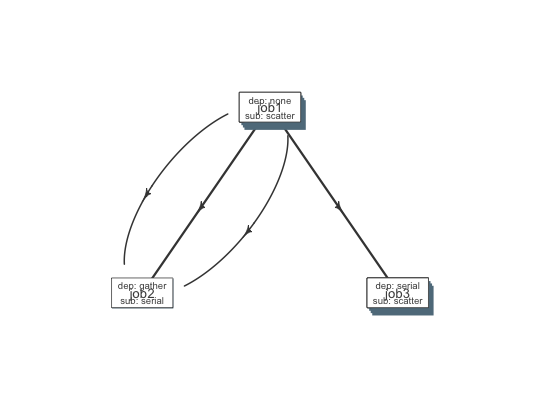 dep: none
job1
sub: scatter
dep: gather
job2
sub: serial
dep: serial
job3
sub: scatter